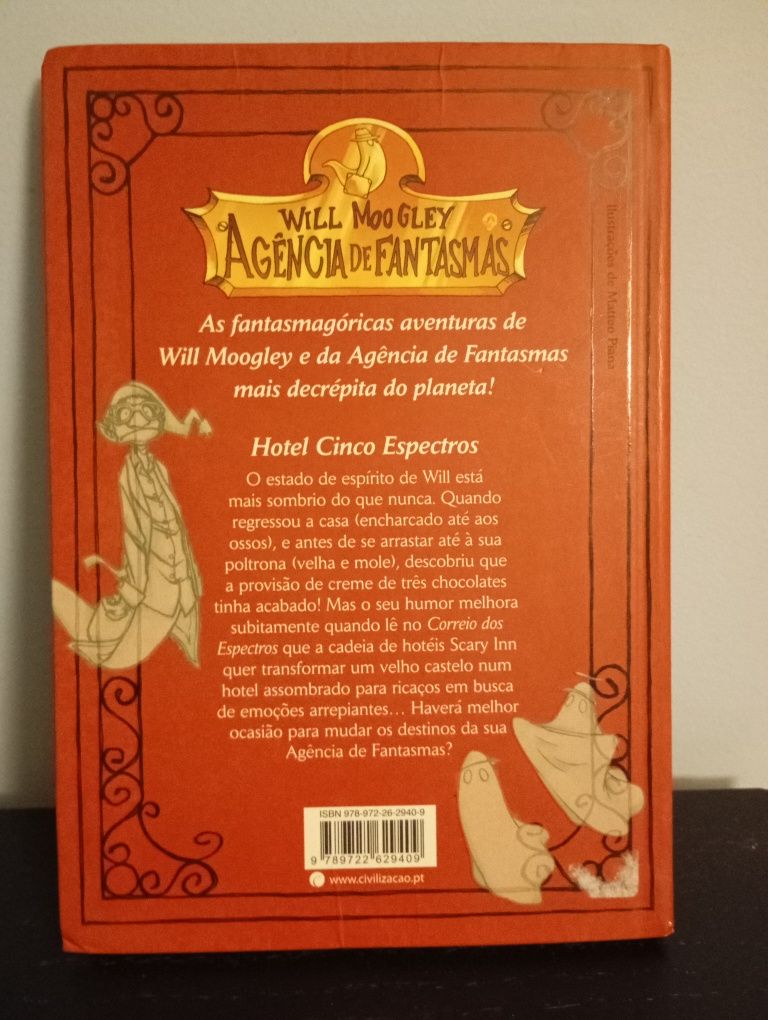 WILL MOOGLEY
AGÊNCIA DE FANTASMAS
As fantasmagóricas aventuras de
Will Moogley e da Agência de Fantasmas
mais decrépita do planeta!
Hotel Cinco Espectros
O estado de espírito de Will está
mais sombrio do que nunca. Quando
regressou a casa (encharcado até aos
ossos), e antes de se arrastar até à sua
poltrona (velha e mole), descobriu que
a provisão de creme de três chocolates
tinha acabado! Mas o seu humor melhora
subitamente quando lê no Correio dos
Espectros que a cadeia de hotéis Scary Inn
quer transformar um velho castelo num
hotel assombrado para ricaços em busca
de emoções arrepiantes... Haverá melhor
ocasião para mudar os destinos da sua
Agência de Fantasmas?
Ilustrações de Matteo Piana
ISBN 978-972-26-2940-9
9 789722 629409
www.civilizacao.pt